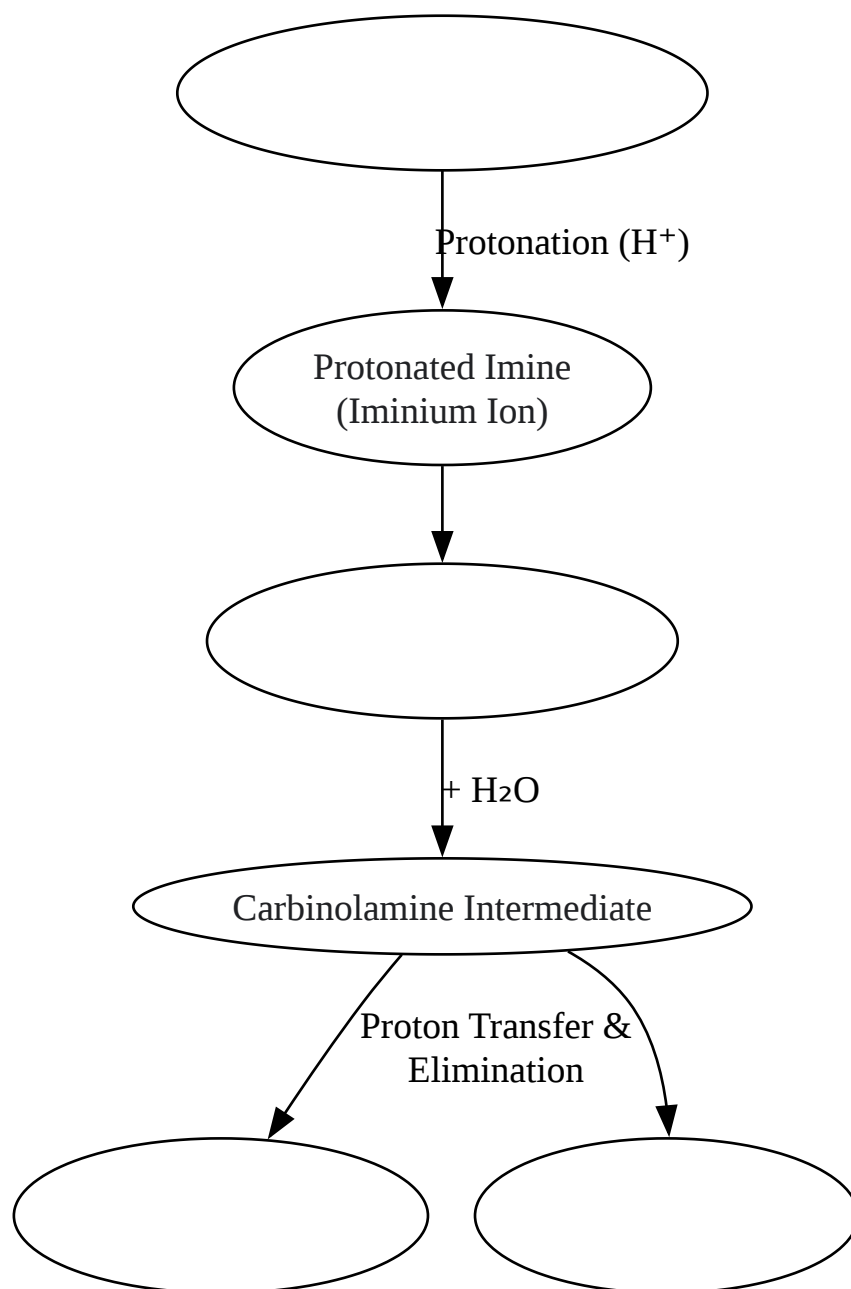 Protonation (H⁺)
Protonated Imine
(Iminium Ion)
+ H₂O
Carbinolamine Intermediate
Proton Transfer &
Elimination